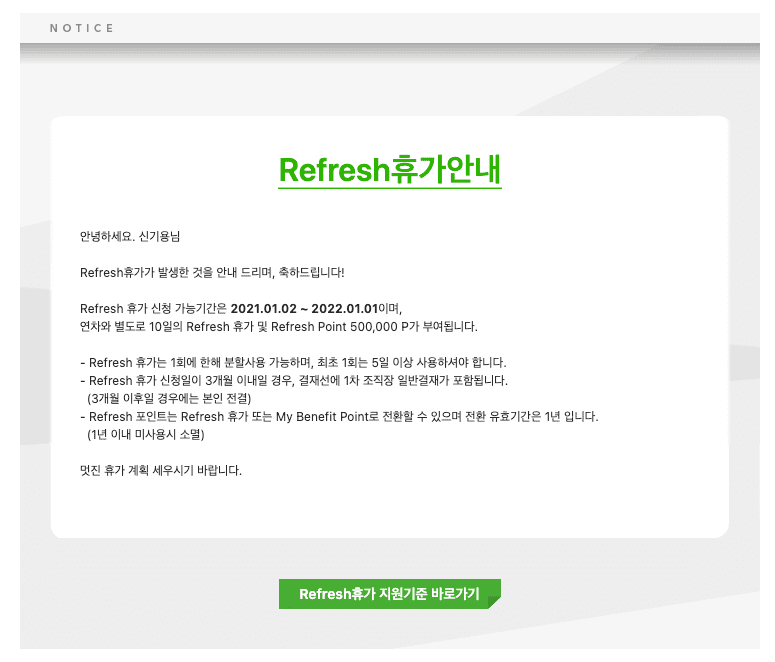 NOTICE
Refresh휴가안내
안녕하세요. 신기용님
Refresh휴가가 발생한 것을 안내 드리며, 축하드립니다!
Refresh 휴가 신청 가능기간은 2021.01.02 ~ 2022.01.01이며,
연차와 별도로 10일의 Refresh 휴가 및 Refresh Point 500,000 P가 부여됩니다.
- Refresh 휴가는 1회에 한해 분할사용 가능하며, 최초 1회는 5일 이상 사용하셔야 합니다.
- Refresh 휴가 신청일이 3개월 이내일 경우, 결재선에 1차 조직장 일반결재가 포함됩니다.
(3개월 이후일 경우에는 본인 전결)
- Refresh 포인트는 Refresh 휴가 또는 My Benefit Point로 전환할 수 있으며 전환 유효기간은 1년 입니다.
(1년 이내 미사용시 소멸)
멋진 휴가 계획 세우시기 바랍니다.
Refresh휴가 지원기준 바로가기